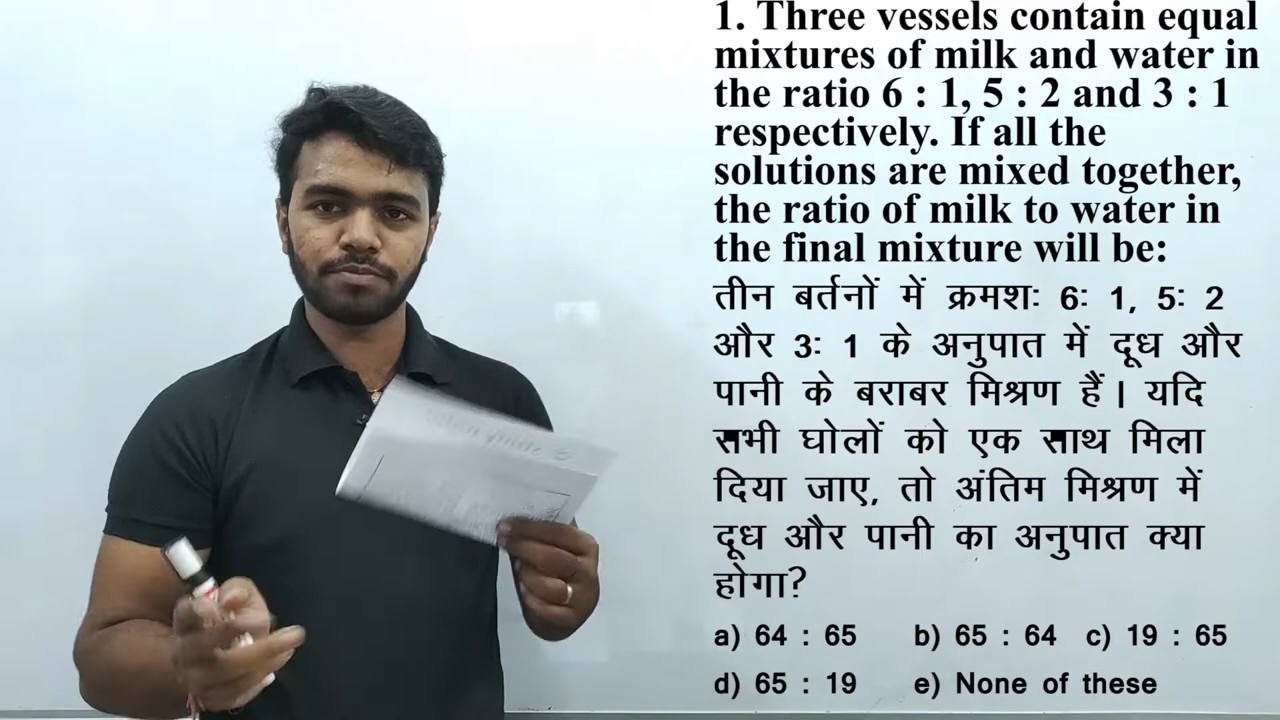 1. Three vessels contain equal
mixtures of milk and water in
the ratio 6 : 1, 5 : 2 and 3 : 1
respectively. If all the
solutions are mixed together,
the ratio of milk to water in
the final mixture will be:
तीन बर्तनों में क्रमशः 6ः 1, 5ः 2
और 3ः 1 के अनुपात में दूध और
पानी के बराबर मिश्रण हैं। यदि
सभी घोलों को एक साथ मिला
दिया जाए, तो अंतिम मिश्रण में
दूध और पानी का अनुपात क्या
होगा?
a) 64 : 65 b) 65 : 64 c) 19 : 65
d) 65 : 19 e) None of these